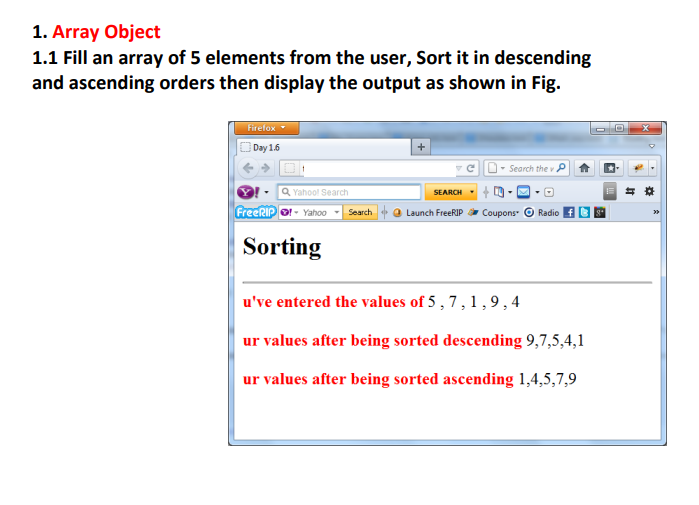 1. Array Object
1.1 Fill an array of 5 elements from the user, Sort it in descending
and ascending orders then display the output as shown in Fig.
Firefox
Day 1.6
+
Search the v
Y! Yahoo! Search SEARCH
FreeRIP Y! - Yahoo Search Launch FreeRIP Coupons Radio f g+ »
Sorting
u've entered the values of 5 , 7 , 1 , 9 , 4
ur values after being sorted descending 9,7,5,4,1
ur values after being sorted ascending 1,4,5,7,9